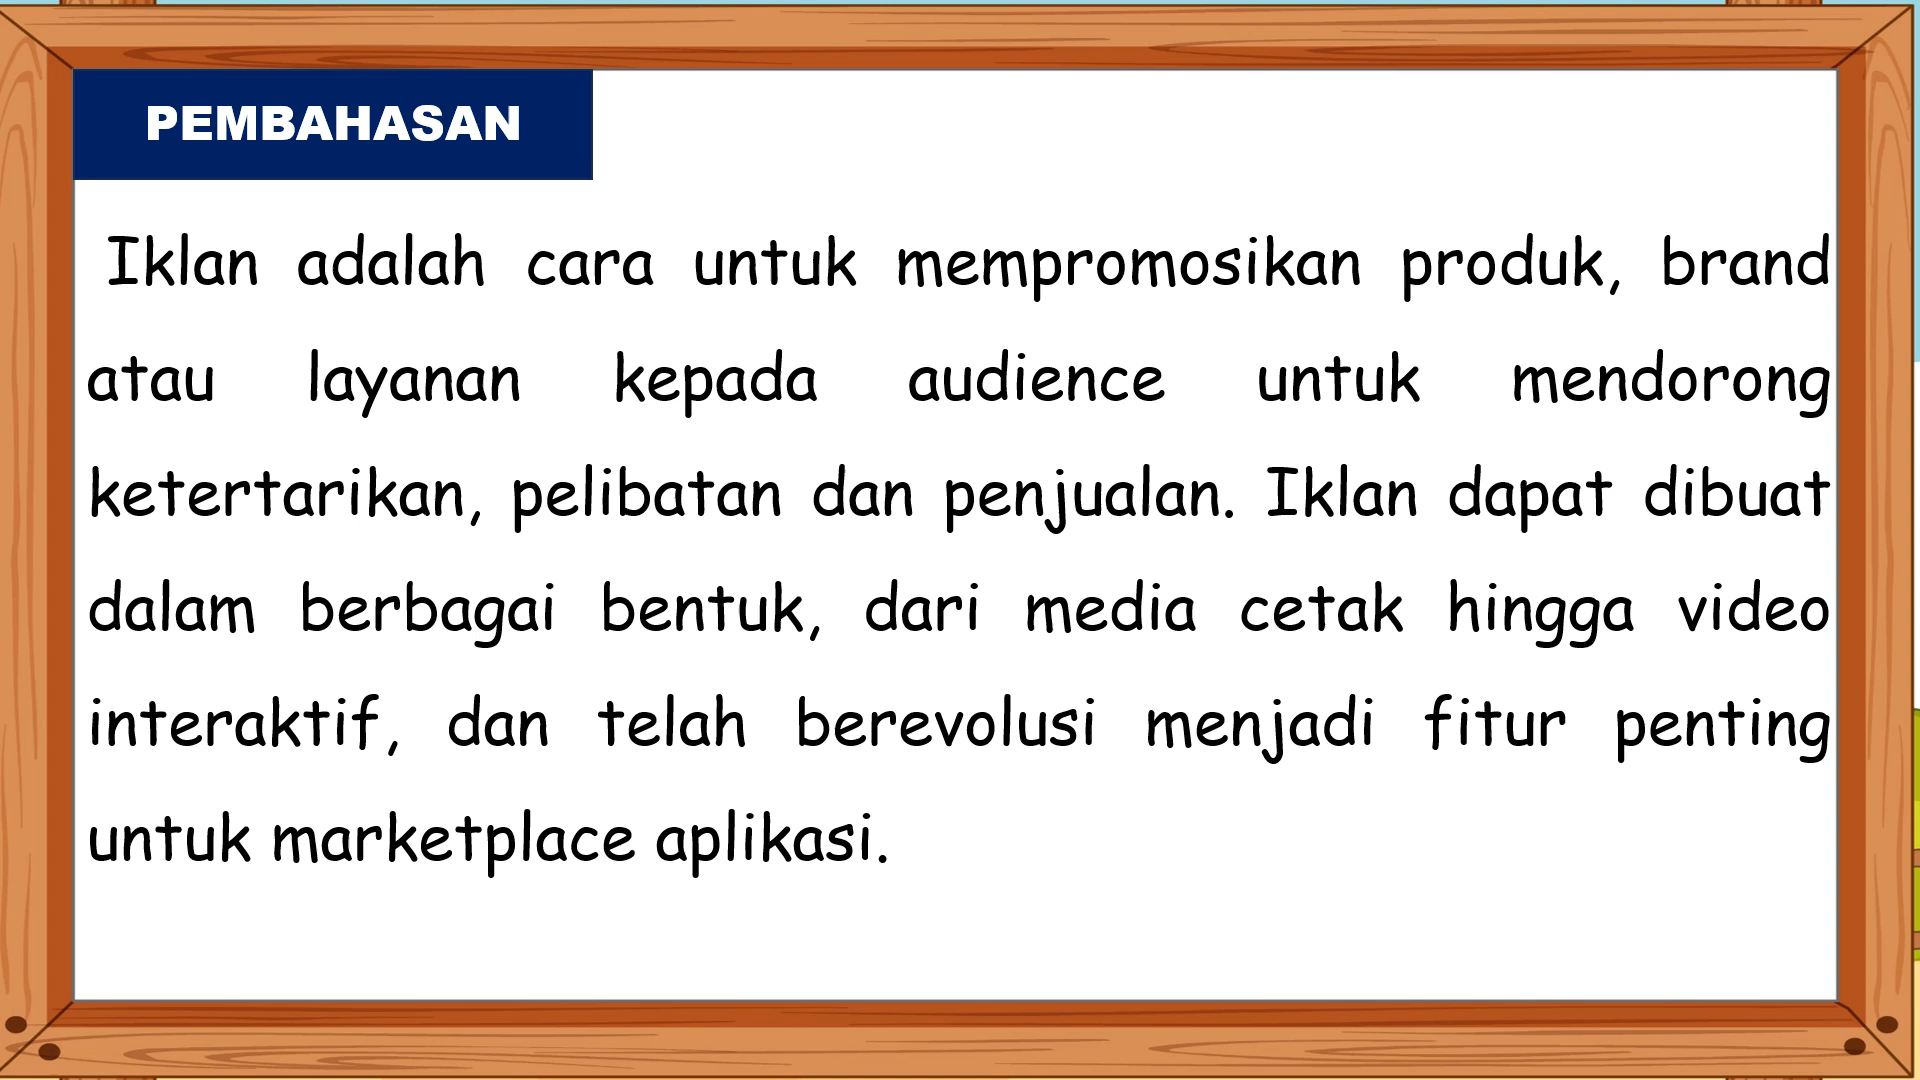 PEMBAHASAN
Iklan adalah cara untuk mempromosikan produk, brand
atau layanan kepada audience untuk mendorong
ketertarikan, pelibatan dan penjualan. Iklan dapat dibuat
dalam berbagai bentuk, dari media cetak hingga video
interaktif, dan telah berevolusi menjadi fitur penting
untuk marketplace aplikasi.